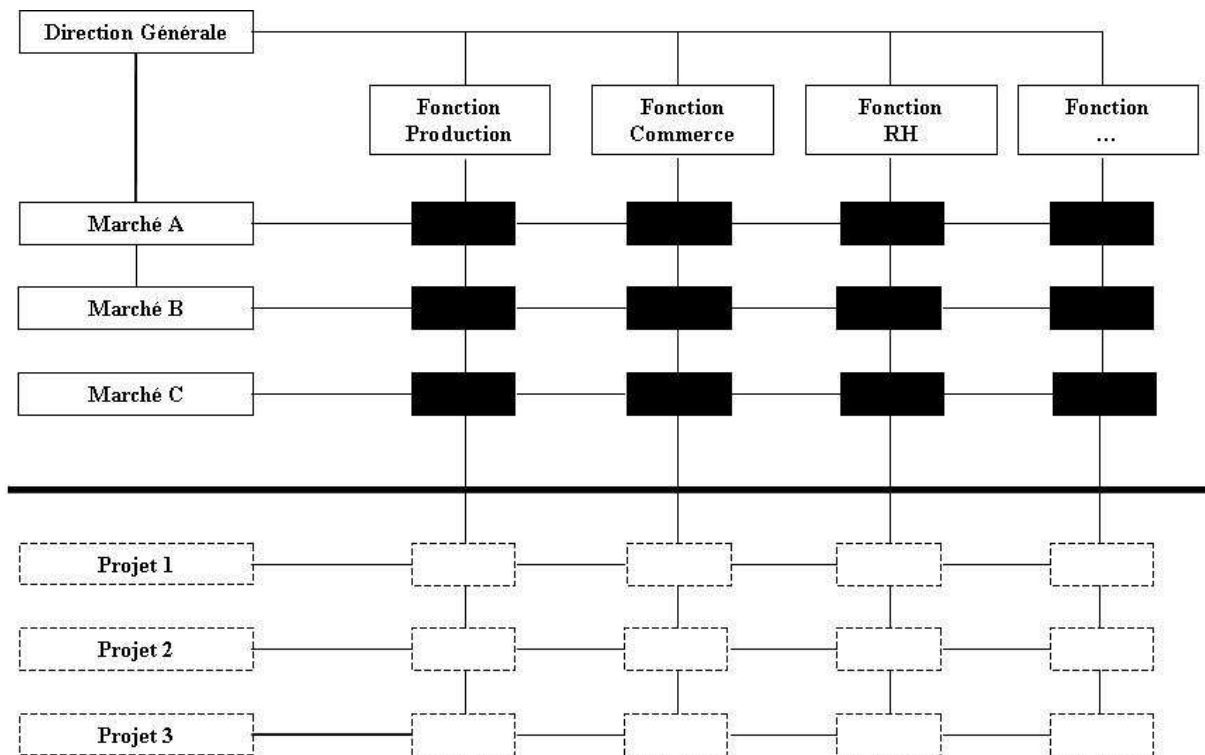 Direction Générale
Fonction
Production
Fonction
Commerce
Fonction
RH
Fonction
...
Marché A
Marché B
Marché C
Projet 1
Projet 2
Projet 3